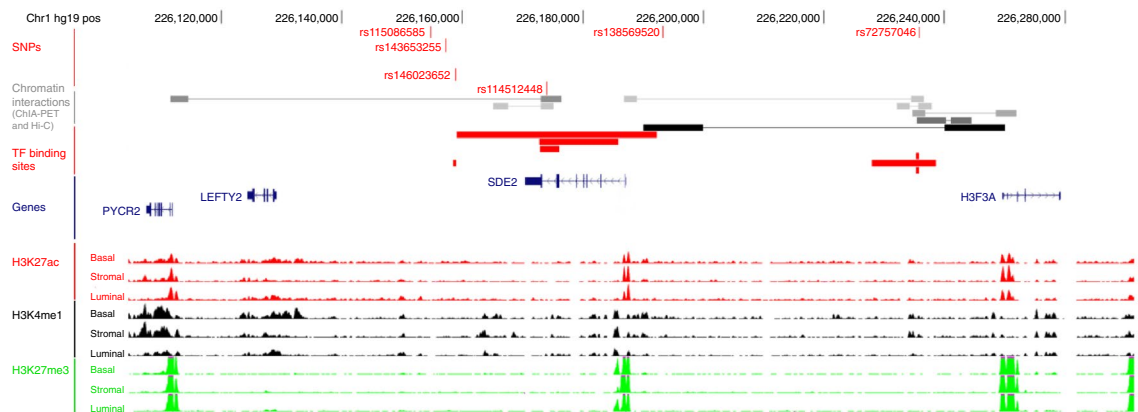 Chr1 hg19 pos 226,120,000 226,140,000 226,160,000 226,180,000 226,200,000 226,220,000 226,240,000 226,280,000
SNPs
rs115086585 rs138569520 rs72757046
rs143653255
rs146023652
rs114512448
Chromatin
interactions
(ChIA-PET
and Hi-C)
TF binding
sites
Genes
SDE2
LEFTY2 H3F3A
PYCR2
H3K27ac
Basal
Stromal
Luminal
H3K4me1
Basal
Stromal
Luminal
H3K27me3
Basal
Stromal
Luminal